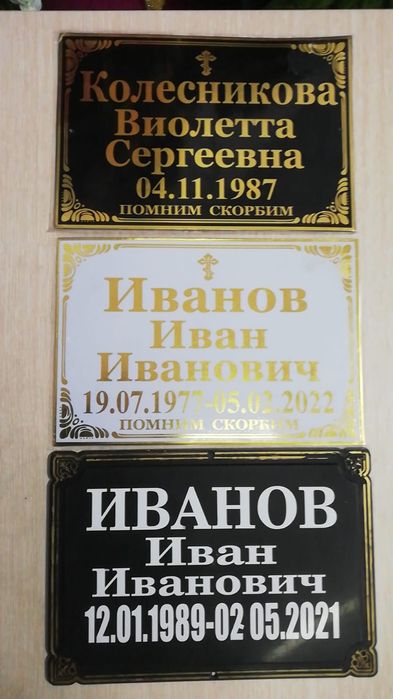 Колесникова
Виолетта
Сергеевна
04.11.1987
ПОМНИМ СКОРБИМ
Иванов
Иван
Иванович
19.07.1977-05.02.2022
ПОМНИМ СКОРБИМ
ИВАНОВ
Иван
Иванович
12.01.1989-02 05.2021